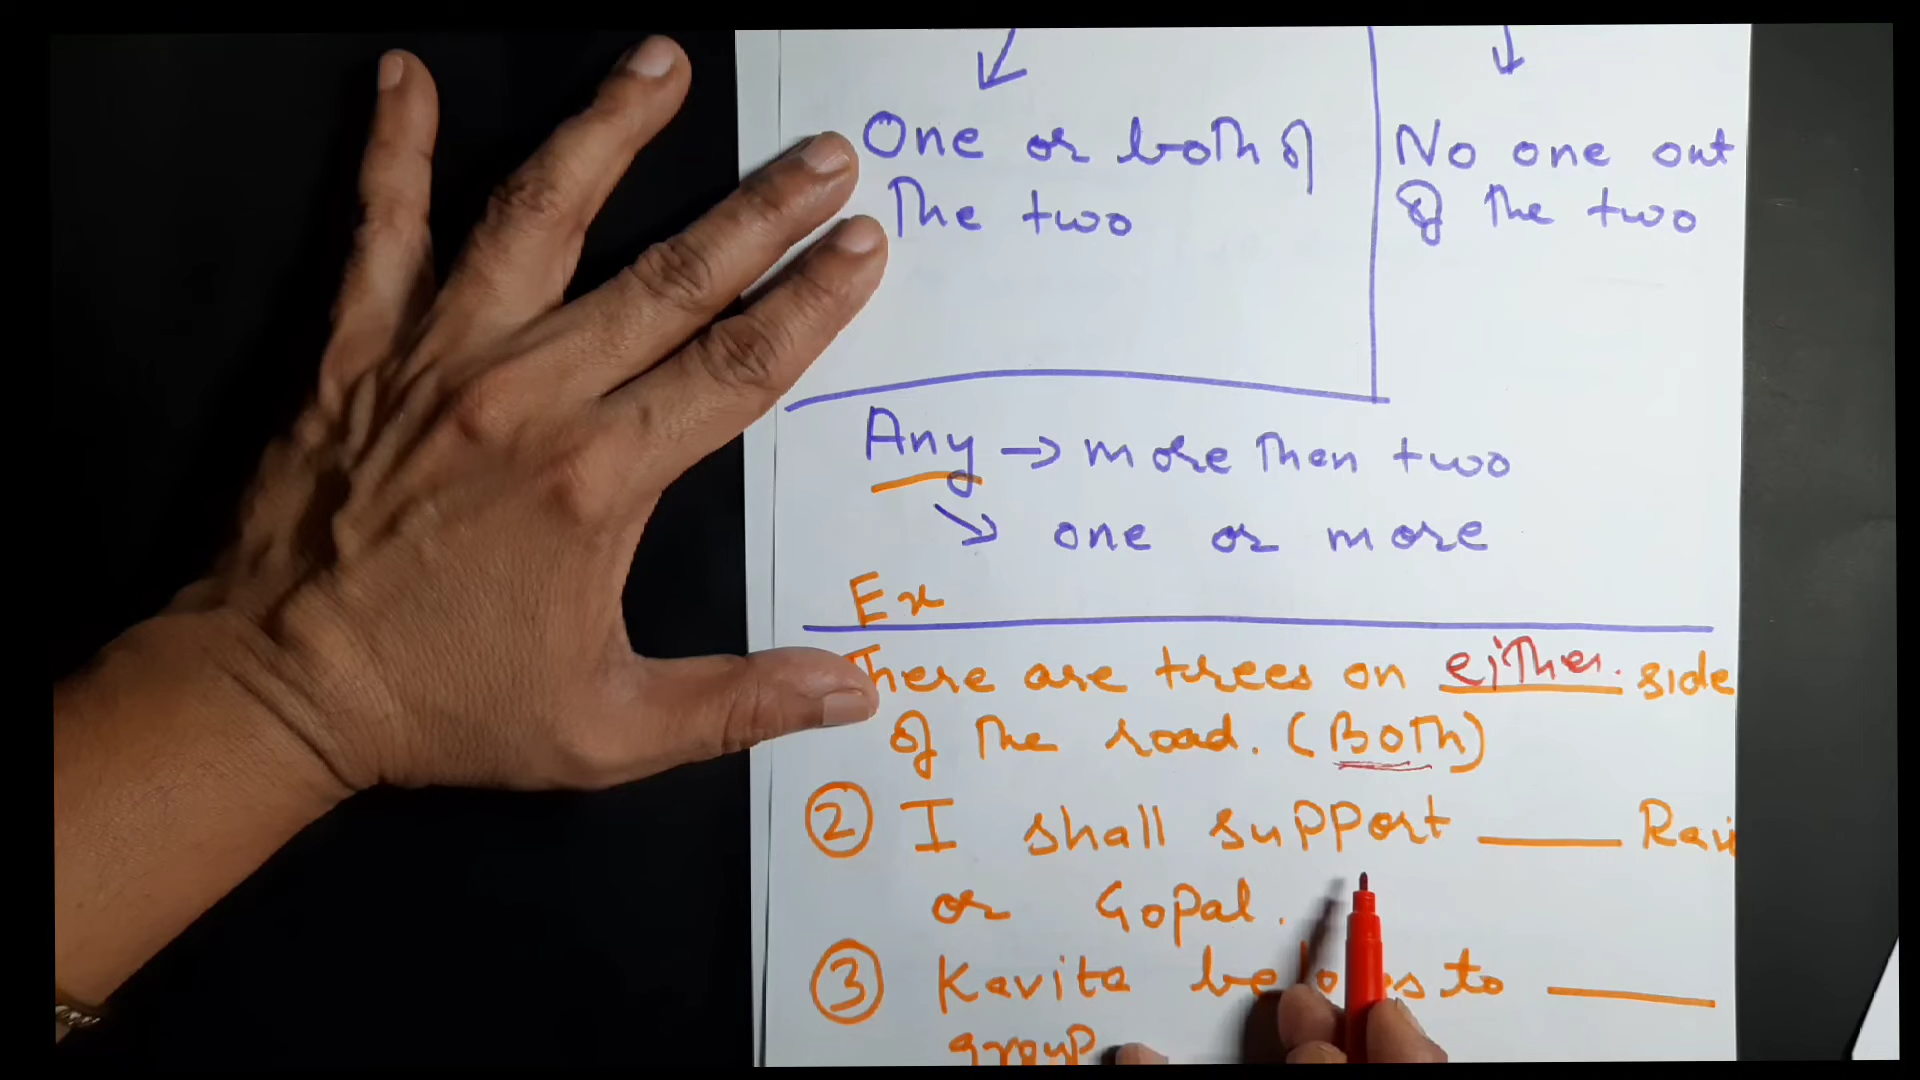 One or both of
the two
No one out
of the two
Any → more then two
↘ one or more
Ex
There are trees on either. side
of the road. (Both)
② I shall support ____ Ravi
or Gopal.
③ Kavita to ____
group